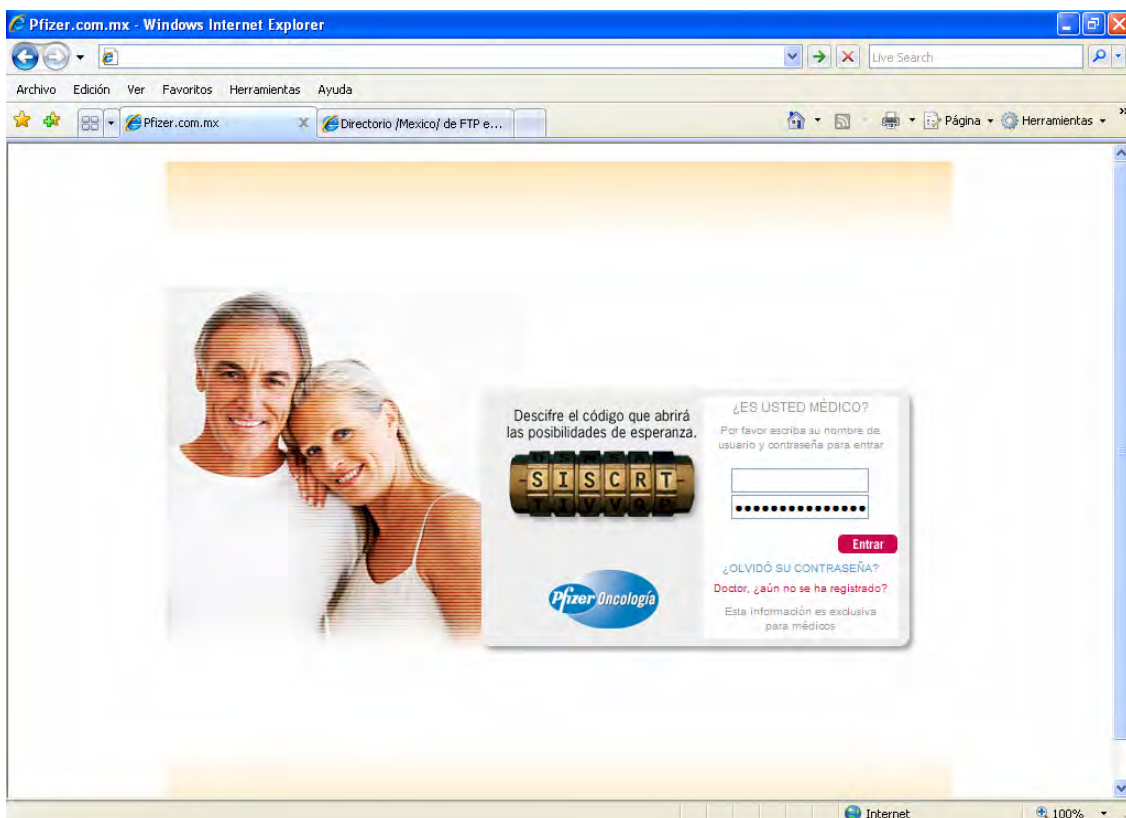 Pfizer.com.mx - Windows Internet Explorer
Live Search
Archivo Edición Ver Favoritos Herramientas Ayuda
Pfizer.com.mx
Directorio /Mexico/ de FTP e...
Página
Herramientas
Descifre el código que abrirá
las posibilidades de esperanza.
SISCRT
Pfizer Oncología
¿ES USTED MÉDICO?
Por favor escriba su nombre de
usuario y contraseña para entrar
Entrar
¿OLVIDÓ SU CONTRASEÑA?
Doctor, ¿aún no se ha registrado?
Esta información es exclusiva
para médicos
Internet
100%